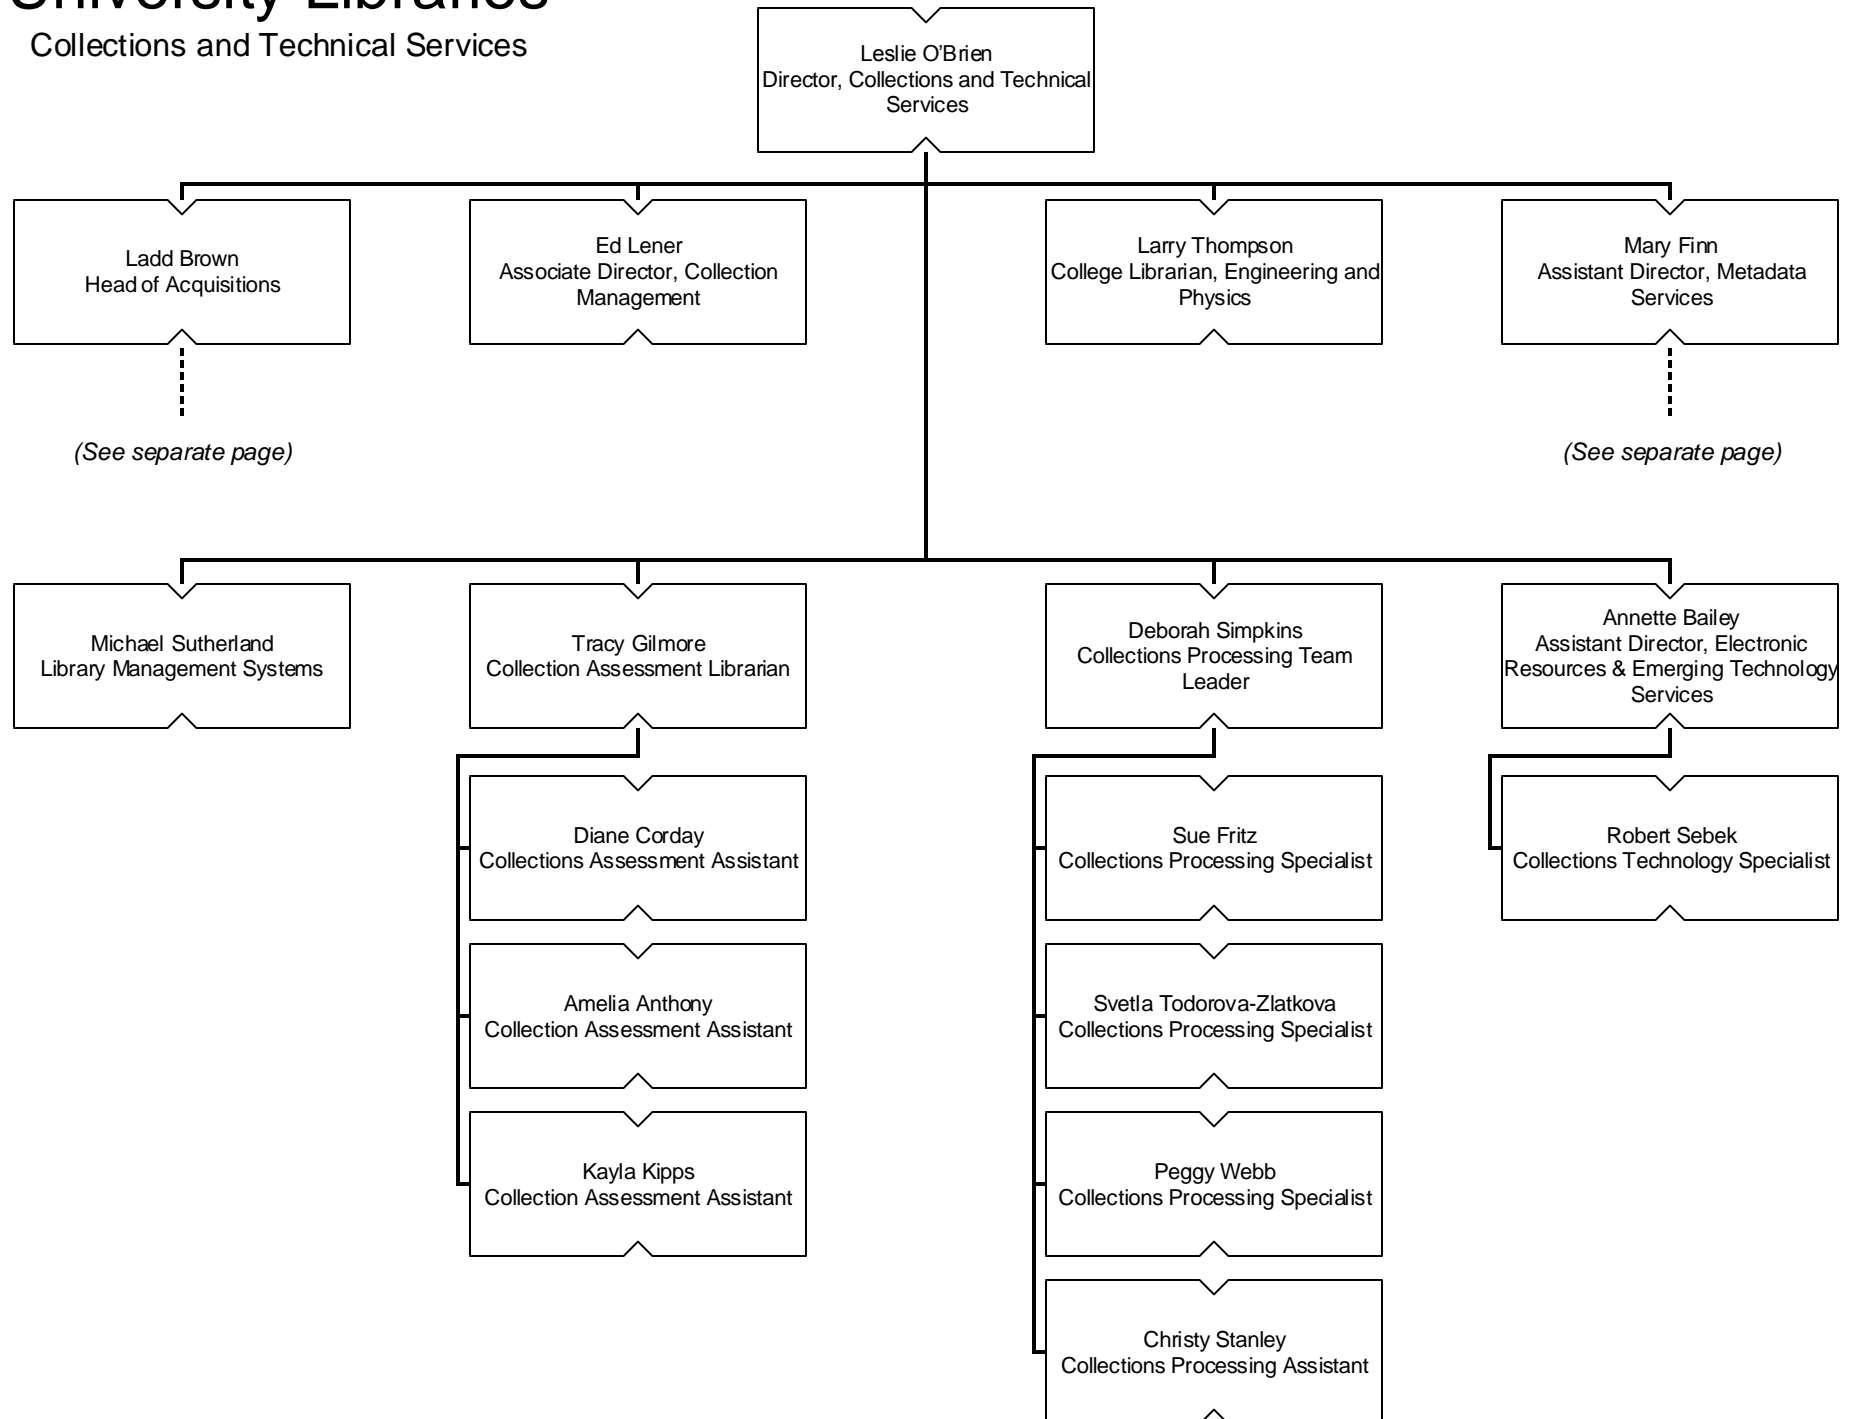 University Libraries
Collections and Technical Services
Leslie O'Brien
Director, Collections and Technical
Services
Ladd Brown
Head of Acquisitions
Ed Lener
Associate Director, Collection
Management
Larry Thompson
College Librarian, Engineering and
Physics
Mary Finn
Assistant Director, Metadata
Services
(See separate page)
(See separate page)
Michael Sutherland
Library Management Systems
Tracy Gilmore
Collection Assessment Librarian
Deborah Simpkins
Collections Processing Team
Leader
Annette Bailey
Assistant Director, Electronic
Resources & Emerging Technology
Services
Diane Corday
Collections Assessment Assistant
Sue Fritz
Collections Processing Specialist
Robert Sebek
Collections Technology Specialist
Amelia Anthony
Collection Assessment Assistant
Svetla Todorova-Zlatkova
Collections Processing Specialist
Kayla Kipps
Collection Assessment Assistant
Peggy Webb
Collections Processing Specialist
Christy Stanley
Collections Processing Assistant